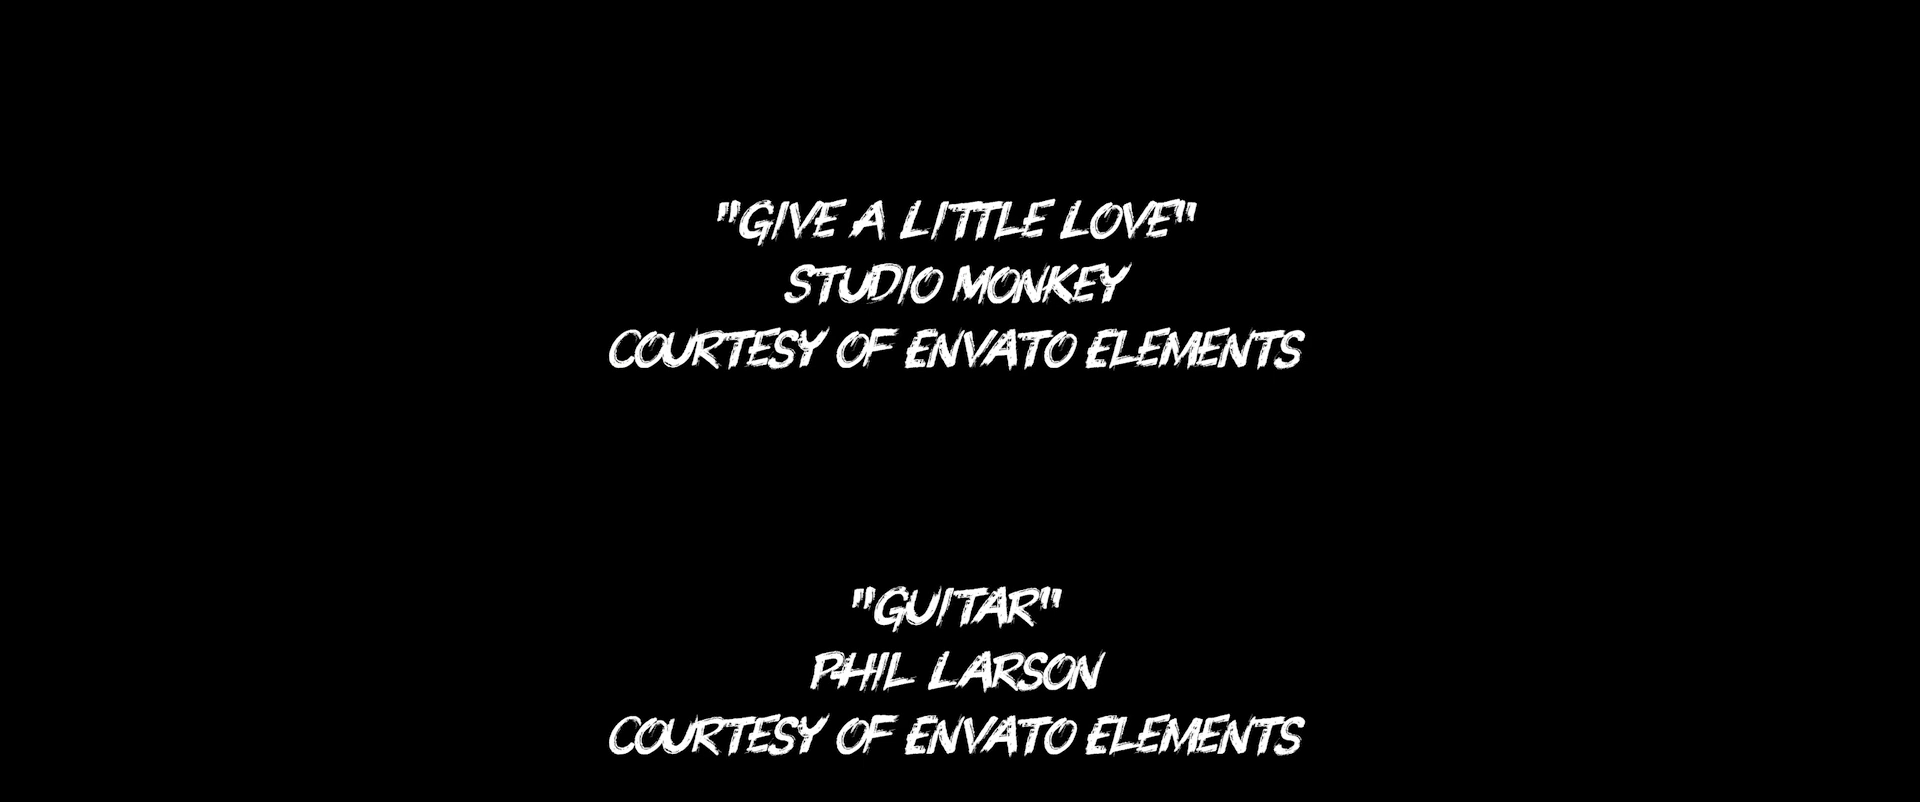 "GIVE A LITTLE LOVE"
STUDIO MONKEY
COURTESY OF ENVATO ELEMENTS
"GUITAR"
PHIL LARSON
COURTESY OF ENVATO ELEMENTS